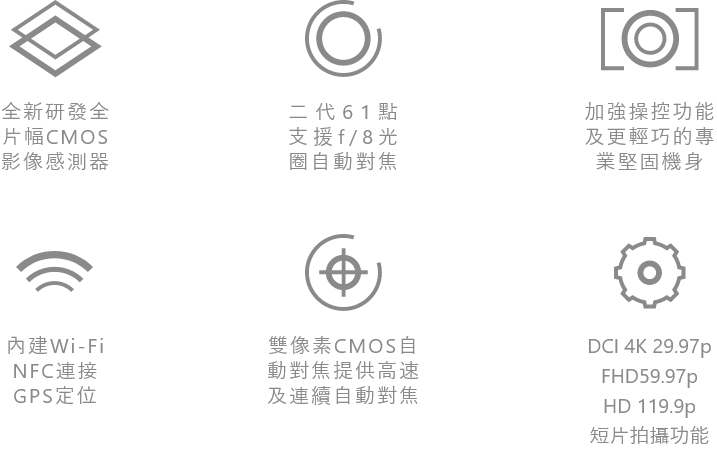 全新研發全
片幅CMOS
影像感測器
二代61點
支援f/8光
圈自動對焦
加強操控功能
及更輕巧的專
業堅固機身
內建Wi-Fi
NFC連接
GPS定位
雙像素CMOS自
動對焦提供高速
及連續自動對焦
DCI 4K 29.97p
FHD59.97p
HD 119.9p
短片拍攝功能